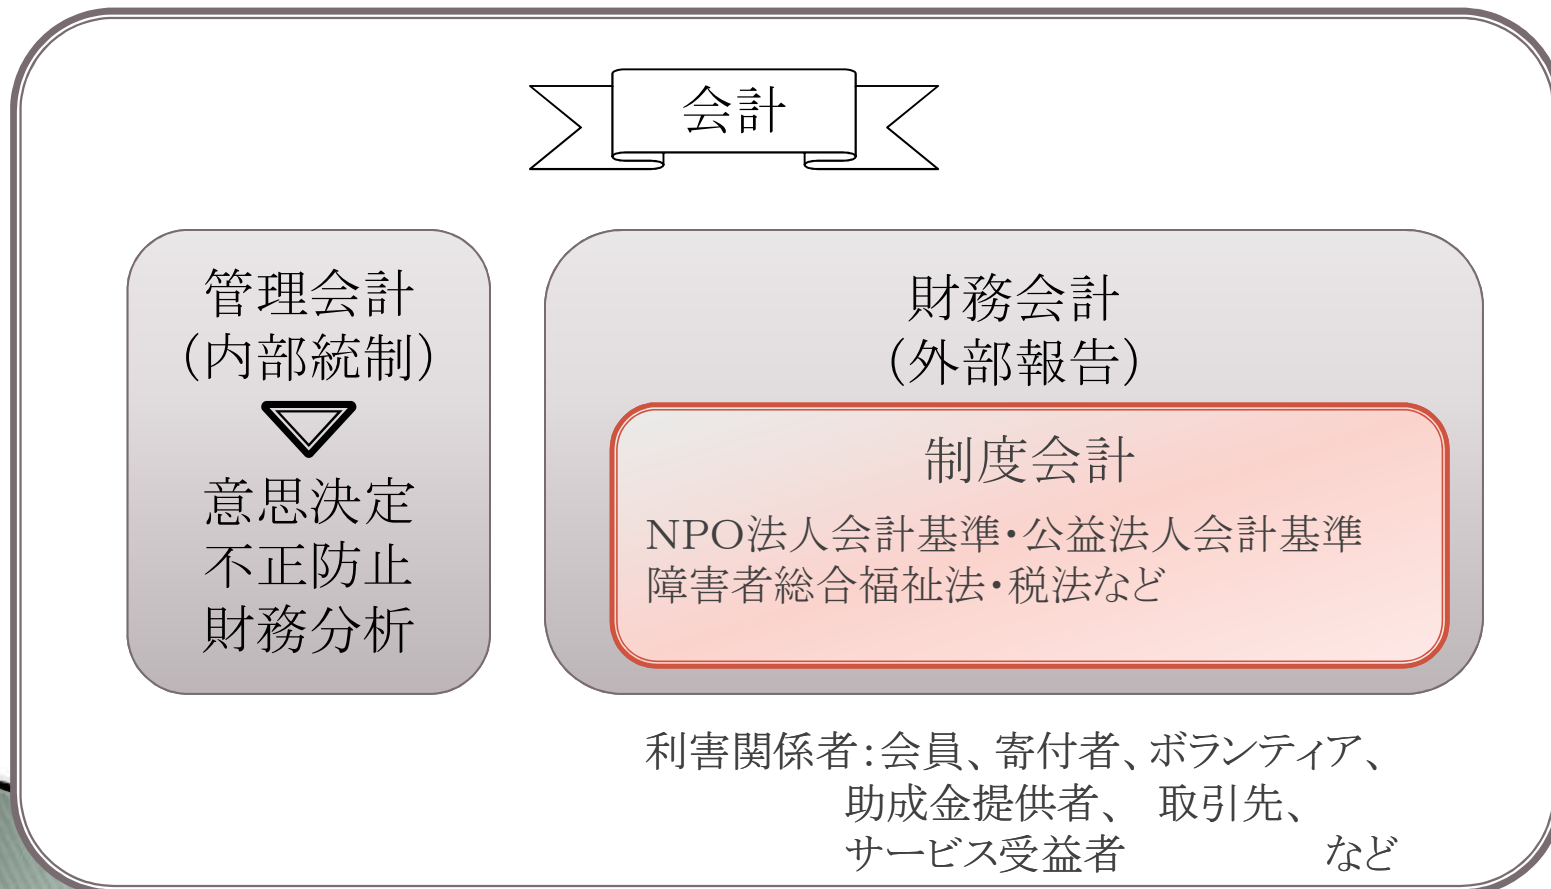 会計
管理会計
（内部統制）
意思決定
不正防止
財務分析
財務会計
（外部報告）
制度会計
NPO法人会計基準・公益法人会計基準
障害者総合福祉法・税法など
利害関係者：会員、寄付者、ボランティア、
助成金提供者、　取引先、
サービス受益者　　　　　など